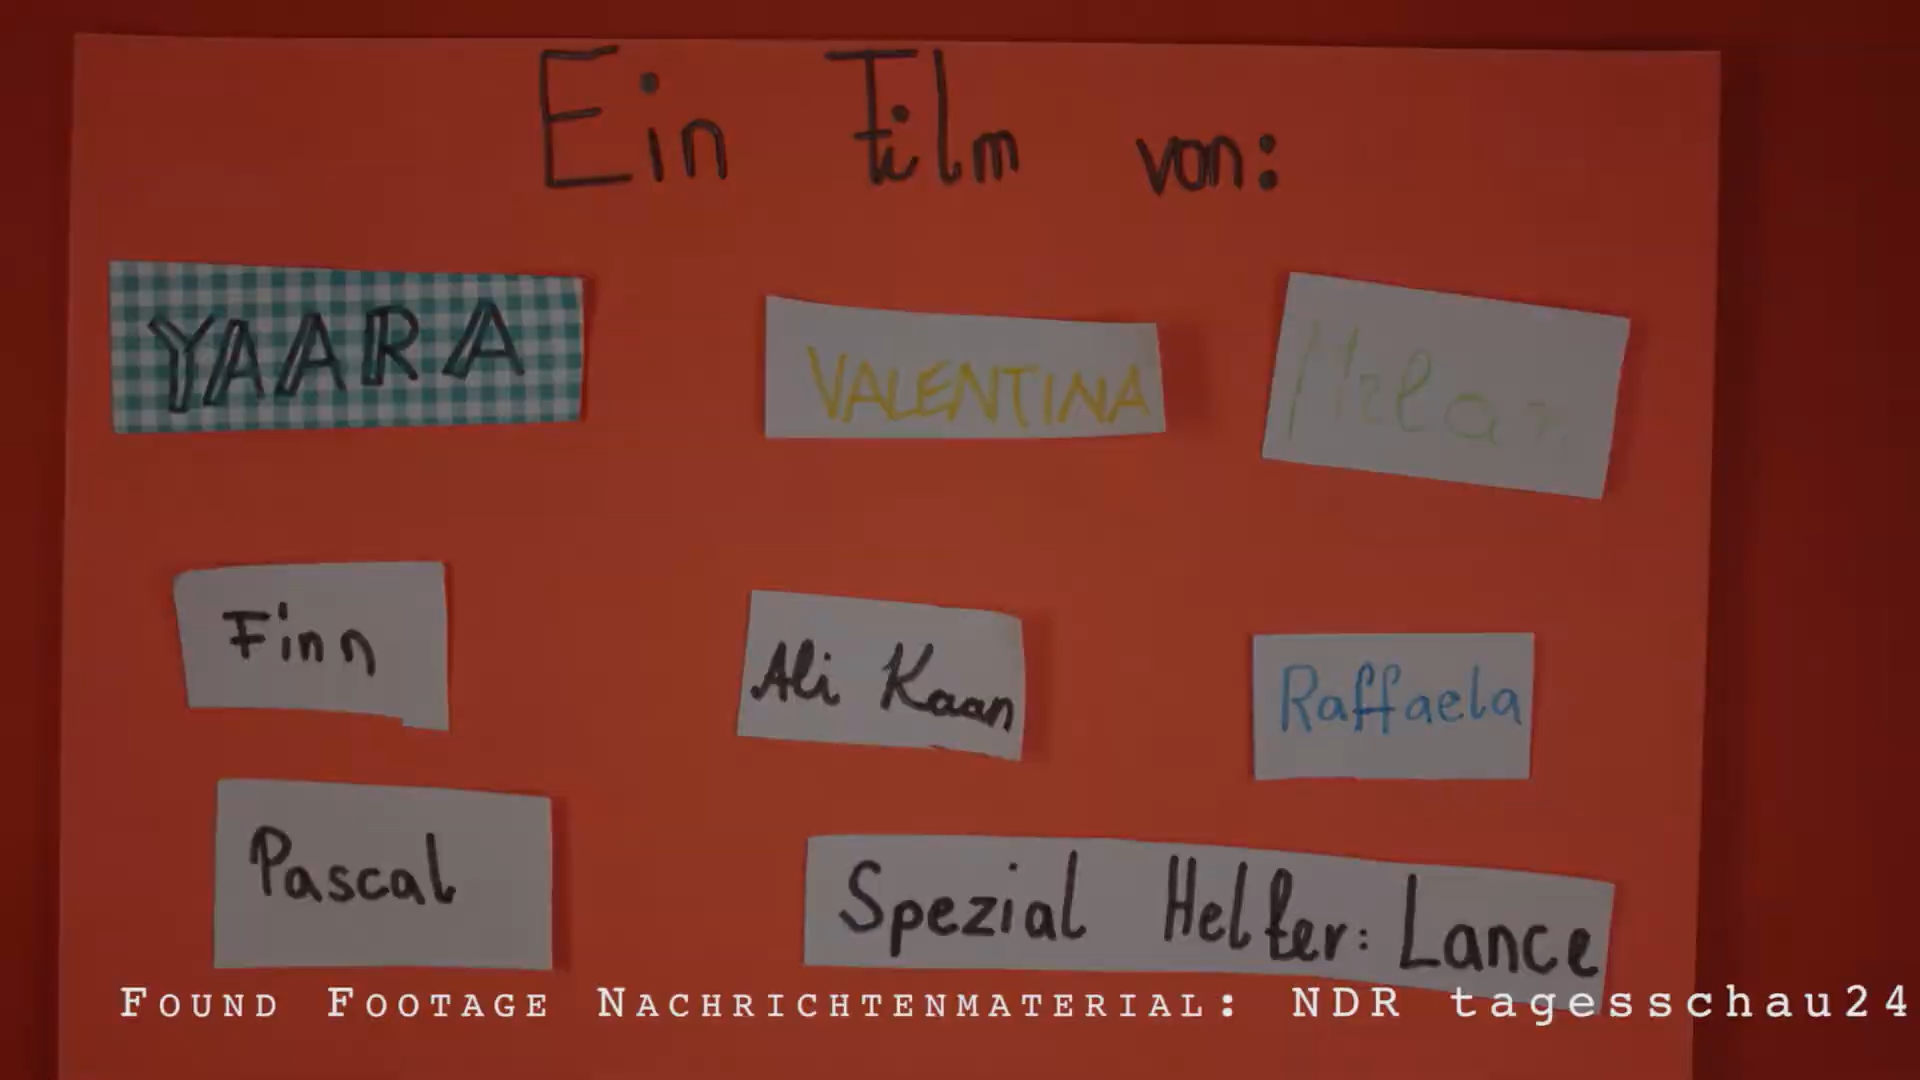 Ein Film von:
YAARA
VALENTINA
Finn
Ali Kaan
Raffaela
Pascal
Spezial Helfer: Lance
FOUND FOOTAGE NACHRICHTENMATERIAL: NDR tagesschau24